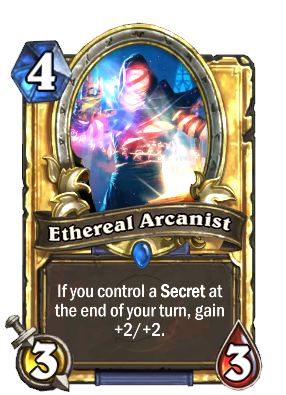 4
Ethereal Arcanist
If you control a Secret at
the end of your turn, gain
+2/+2.
3
3